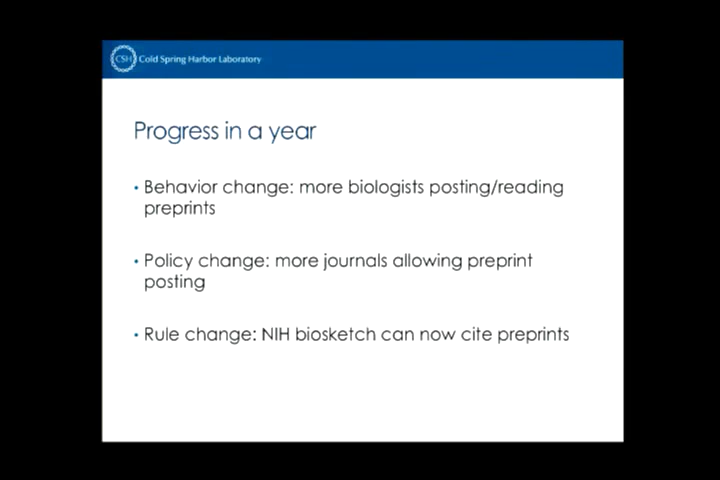 CSH Cold Spring Harbor Laboratory
Progress in a year
• Behavior change: more biologists posting/reading
preprints
• Policy change: more journals allowing preprint
posting
• Rule change: NIH biosketch can now cite preprints